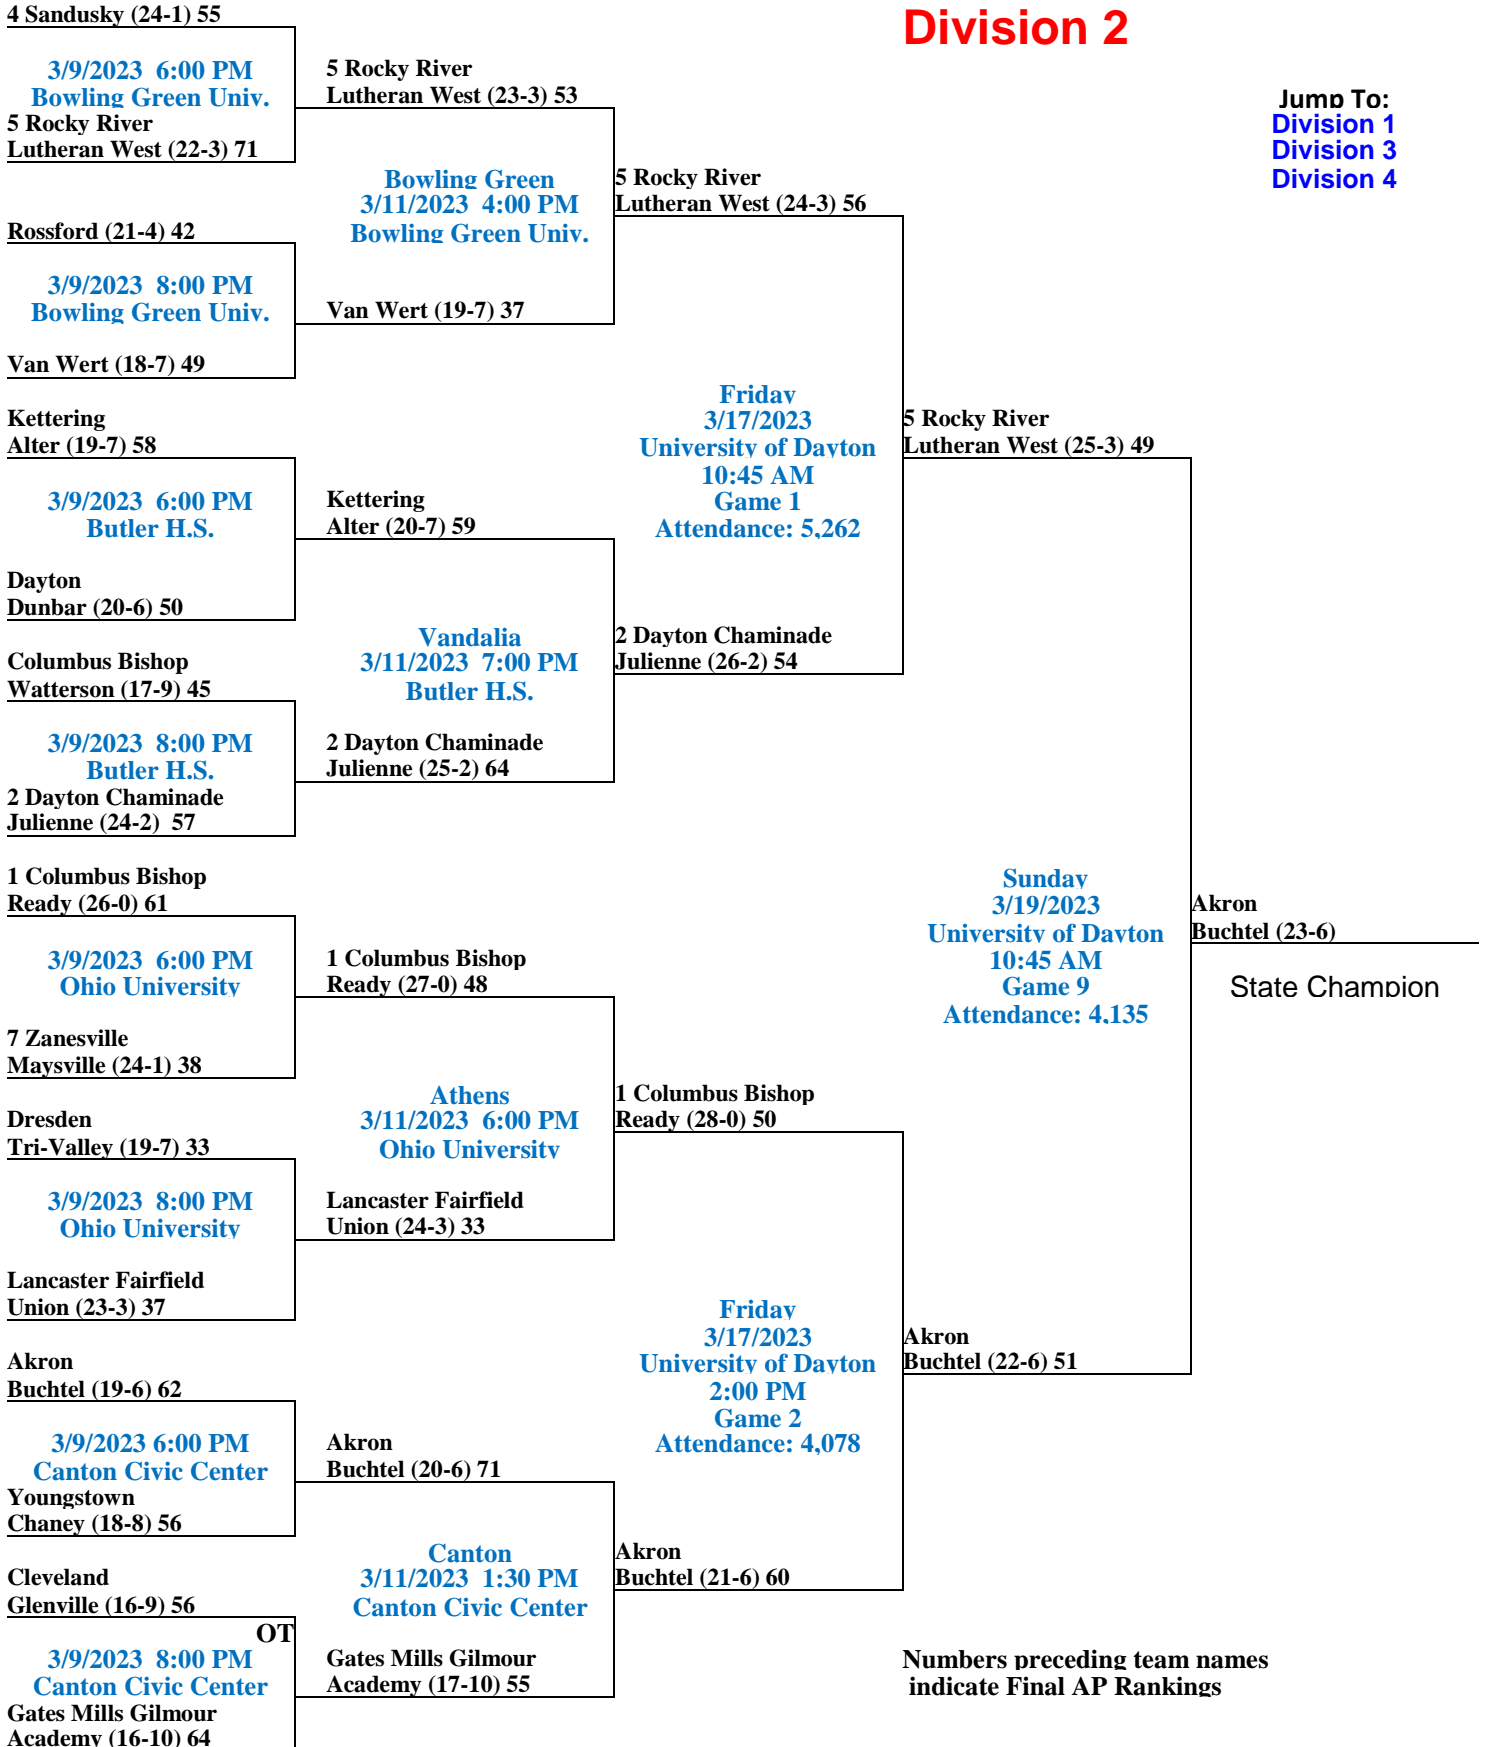 4 Sandusky (24-1) 55
3/9/2023  6:00 PM
Bowling Green Univ.
5 Rocky River
Lutheran West (22-3) 71
Rossford (21-4) 42
3/9/2023  8:00 PM
Bowling Green Univ.
Van Wert (18-7) 49
Kettering
Alter (19-7) 58
3/9/2023  6:00 PM
Butler H.S.
Dayton
Dunbar (20-6) 50
Columbus Bishop
Watterson (17-9) 45
3/9/2023  8:00 PM
Butler H.S.
2 Dayton Chaminade
Julienne (24-2)  57
1 Columbus Bishop
Ready (26-0) 61
3/9/2023  6:00 PM
Ohio University
7 Zanesville
Maysville (24-1) 38
Dresden
Tri-Valley (19-7) 33
3/9/2023  8:00 PM
Ohio University
Lancaster Fairfield
Union (23-3) 37
Akron
Buchtel (19-6) 62
3/9/2023 6:00 PM
Canton Civic Center
Youngstown
Chaney (18-8) 56
Cleveland
Glenville (16-9) 56
OT
3/9/2023  8:00 PM
Canton Civic Center
Gates Mills Gilmour
Academy (16-10) 64
5 Rocky River
Lutheran West (23-3) 53
Bowling Green
3/11/2023  4:00 PM
Bowling Green Univ.
Van Wert (19-7) 37
Kettering
Alter (20-7) 59
Vandalia
3/11/2023  7:00 PM
Butler H.S.
2 Dayton Chaminade
Julienne (25-2) 64
1 Columbus Bishop
Ready (27-0) 48
Athens
3/11/2023  6:00 PM
Ohio University
Lancaster Fairfield
Union (24-3) 33
Akron
Buchtel (20-6) 71
Canton
3/11/2023  1:30 PM
Canton Civic Center
Gates Mills Gilmour
Academy (17-10) 55
5 Rocky River
Lutheran West (24-3) 56
Friday
3/17/2023
University of Dayton
10:45 AM
Game 1
Attendance: 5,262
2 Dayton Chaminade
Julienne (26-2) 54
1 Columbus Bishop
Ready (28-0) 50
Friday
3/17/2023
University of Dayton
2:00 PM
Game 2
Attendance: 4,078
Akron
Buchtel (21-6) 60
Division 2
5 Rocky River
Lutheran West (25-3) 49
Sunday
3/19/2023
University of Dayton
10:45 AM
Game 9
Attendance: 4,135
Akron
Buchtel (22-6) 51
Numbers preceding team names
indicate Final AP Rankings
Jump To:
Division 1
Division 3
Division 4
Akron
Buchtel (23-6)
State Champion